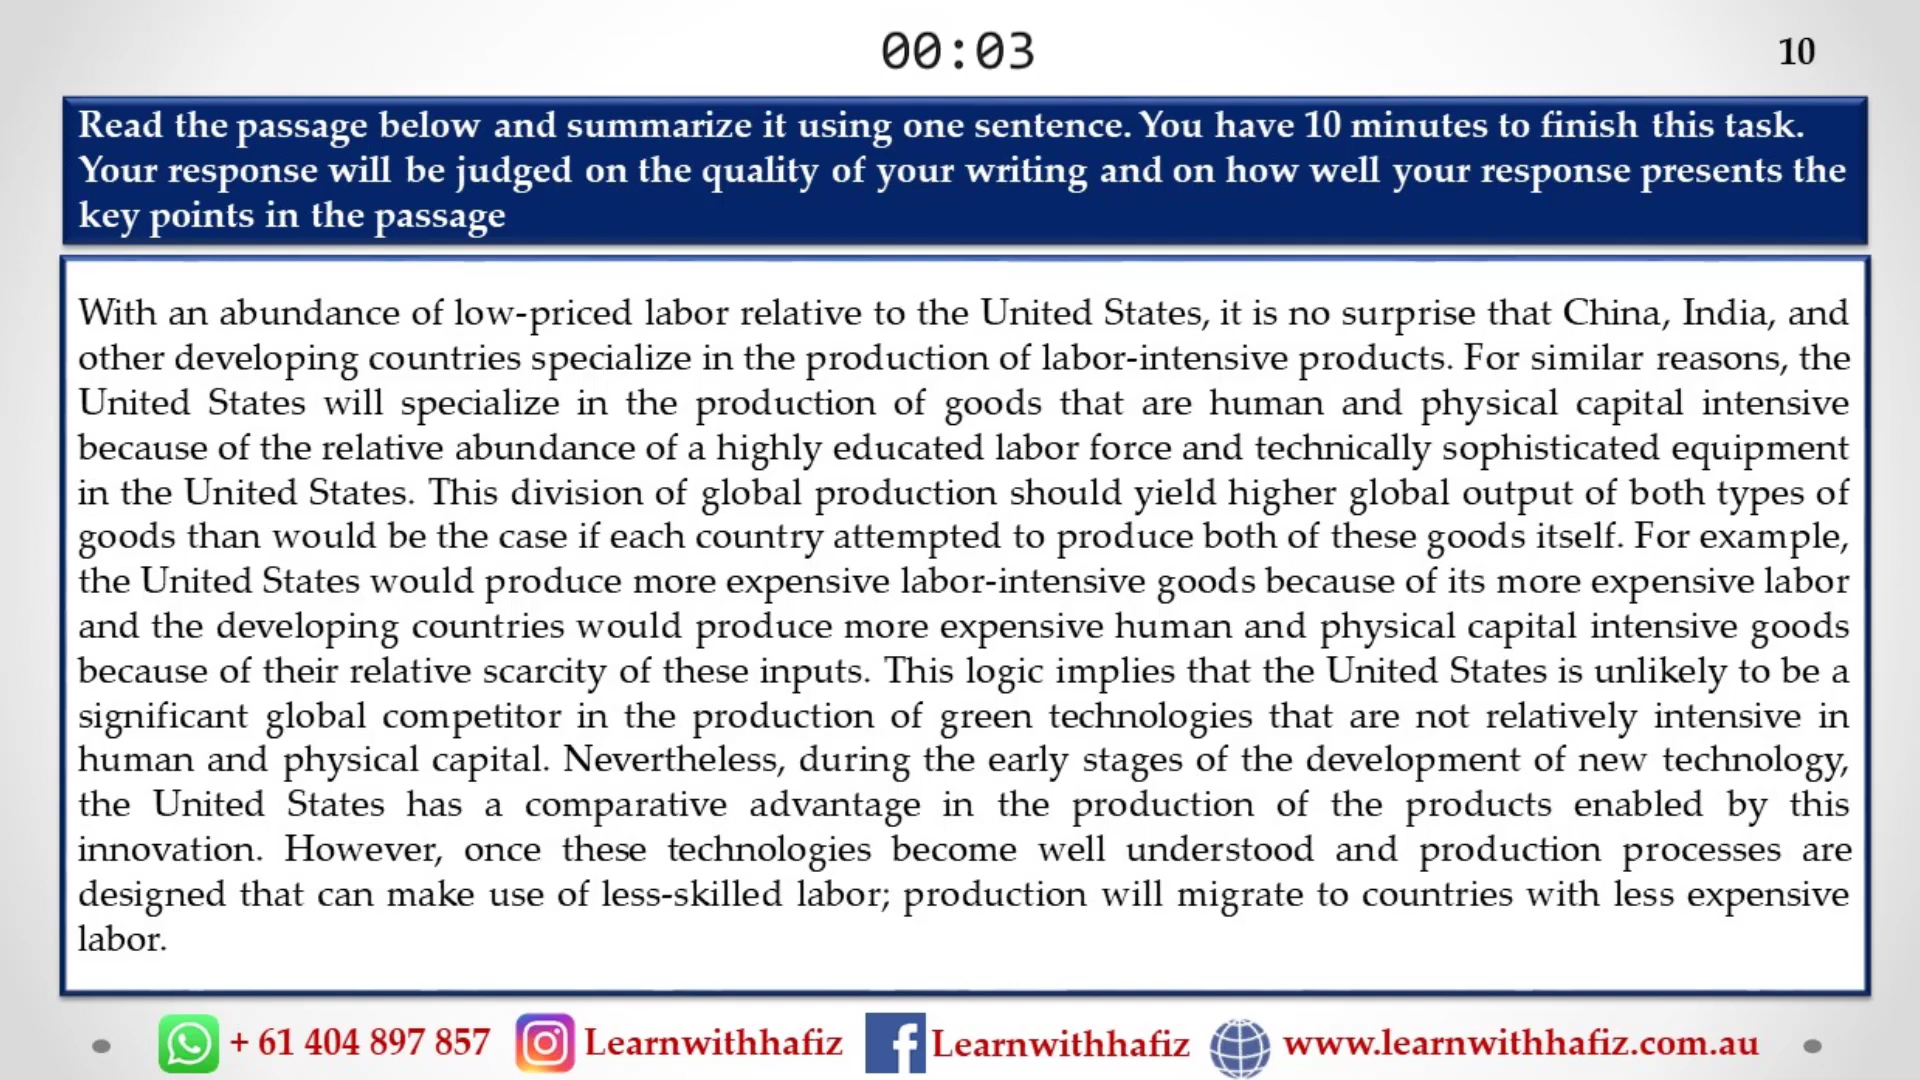 00:03
10
Read the passage below and summarize it using one sentence. You have 10 minutes to finish this task.
Your response will be judged on the quality of your writing and on how well your response presents the
key points in the passage
With an abundance of low-priced labor relative to the United States, it is no surprise that China, India, and
other developing countries specialize in the production of labor-intensive products. For similar reasons, the
United States will specialize in the production of goods that are human and physical capital intensive
because of the relative abundance of a highly educated labor force and technically sophisticated equipment
in the United States. This division of global production should yield higher global output of both types of
goods than would be the case if each country attempted to produce both of these goods itself. For example,
the United States would produce more expensive labor-intensive goods because of its more expensive labor
and the developing countries would produce more expensive human and physical capital intensive goods
because of their relative scarcity of these inputs. This logic implies that the United States is unlikely to be a
significant global competitor in the production of green technologies that are not relatively intensive in
human and physical capital. Nevertheless, during the early stages of the development of new technology,
the United States has a comparative advantage in the production of the products enabled by this
innovation. However, once these technologies become well understood and production processes are
designed that can make use of less-skilled labor; production will migrate to countries with less expensive
labor.
+ 61 404 897 857 Learnwithhafiz Learnwithhafiz www.learnwithhafiz.com.au